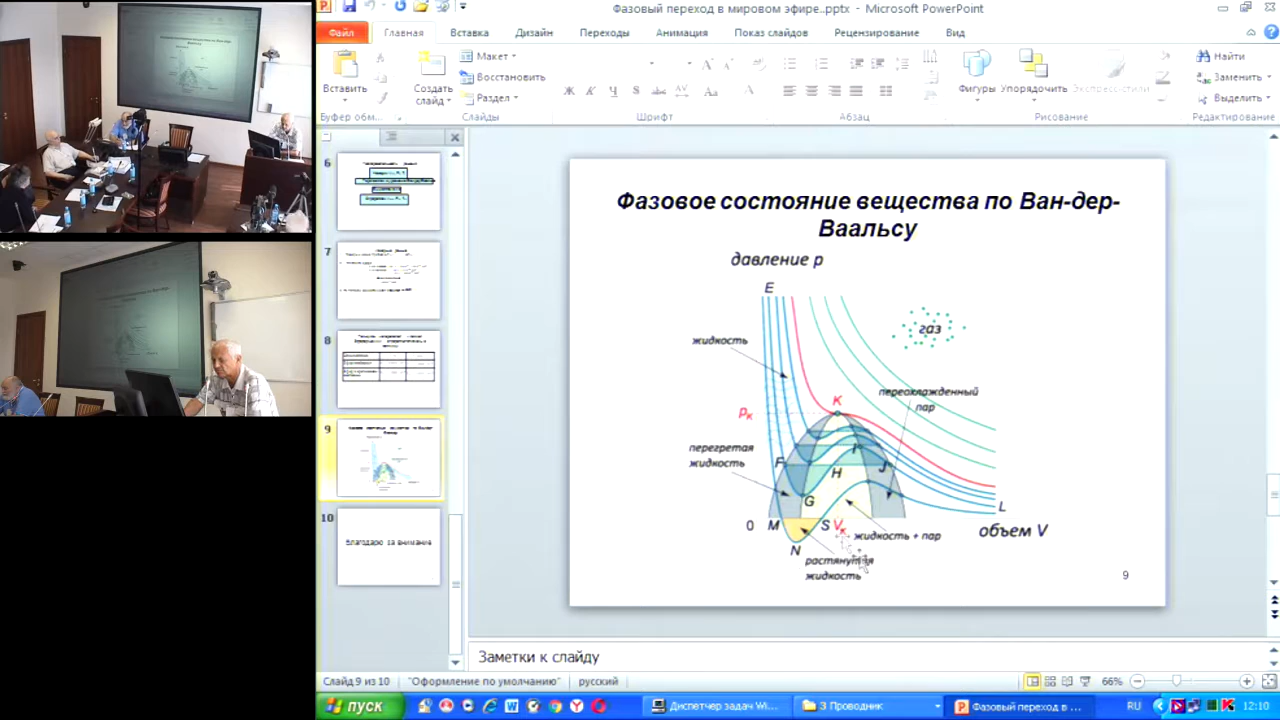 Фазовый переход в мировом эфире..pptx - Microsoft PowerPoint
Файл Главная Вставка Дизайн Переходы Анимация Показ слайдов Рецензирование Вид
Вставить
Создать слайд
Макет
Восстановить
Раздел
Фигуры Упорядочить Экспресс-стили
Найти
Заменить
Выделить
Буфер обм... Слайды Шрифт Абзац Рисование Редактирование
6
7
8
9
10
Благодарю за внимание
Фазовое состояние вещества по Ван-дер-
Ваальсу
давление p
E
газ
жидкость
переохлажденный
пар
K
pк
перегретая
жидкость
F
I
J
H
G
L
0 M S Vк
объем V
жидкость + пар
N
растянутая
жидкость
9
Заметки к слайду
Слайд 9 из 10 "Оформление по умолчанию" русский 66%
пуск Диспетчер задач Wi... 3 Проводник Фазовый переход в ... RU 12:10